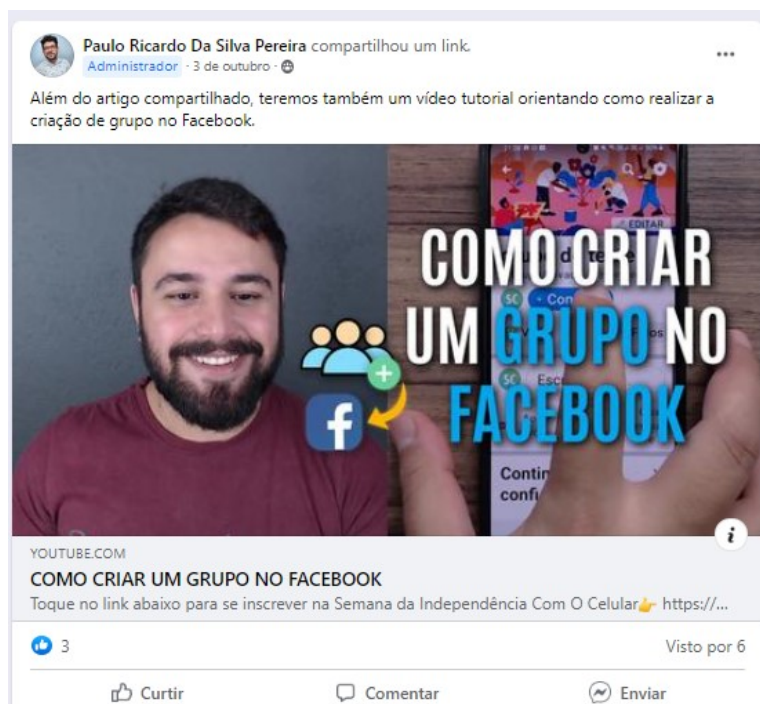 Paulo Ricardo Da Silva Pereira compartilhou um link.
Administrador · 3 de outubro ·
Além do artigo compartilhado, teremos também um vídeo tutorial orientando como realizar a
criação de grupo no Facebook.
EDITAR
COMO CRIAR
UM GRUPO NO
FACEBOOK
Contin
confi
YOUTUBE.COM
COMO CRIAR UM GRUPO NO FACEBOOK
Toque no link abaixo para se inscrever na Semana da Independência Com O Celular👉 https://...
3
Visto por 6
Curtir
Comentar
Enviar